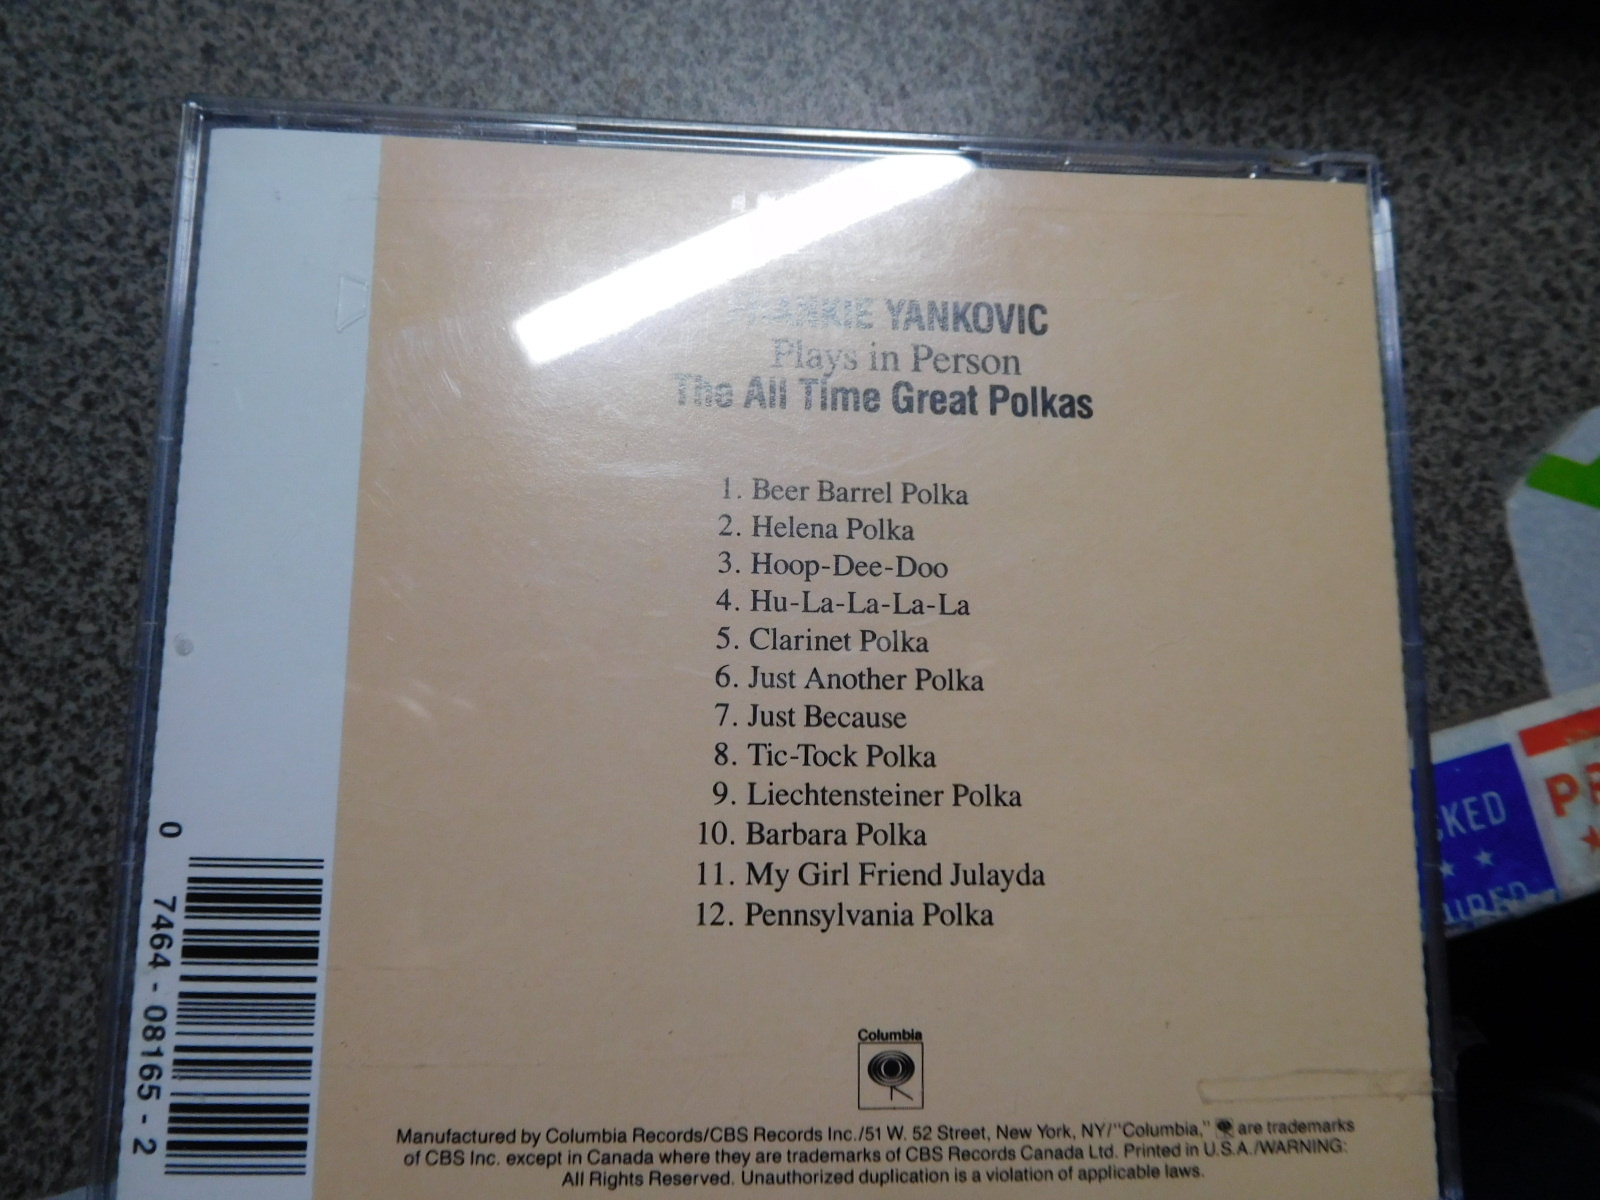 FRANKIE YANKOVIC
Plays in Person
The All Time Great Polkas
1. Beer Barrel Polka
2. Helena Polka
3. Hoop-Dee-Doo
4. Hu-La-La-La-La
5. Clarinet Polka
6. Just Another Polka
7. Just Because
8. Tic-Tock Polka
9. Liechtensteiner Polka
10. Barbara Polka
11. My Girl Friend Julayda
12. Pennsylvania Polka
Columbia
Manufactured by Columbia Records/CBS Records Inc./51 W. 52 Street, New York, NY/"Columbia," are trademarks
of CBS Inc. except in Canada where they are trademarks of CBS Records Canada Ltd. Printed in U.S.A./WARNING:
All Rights Reserved. Unauthorized duplication is a violation of applicable laws.
0 7464 - 08165 - 2